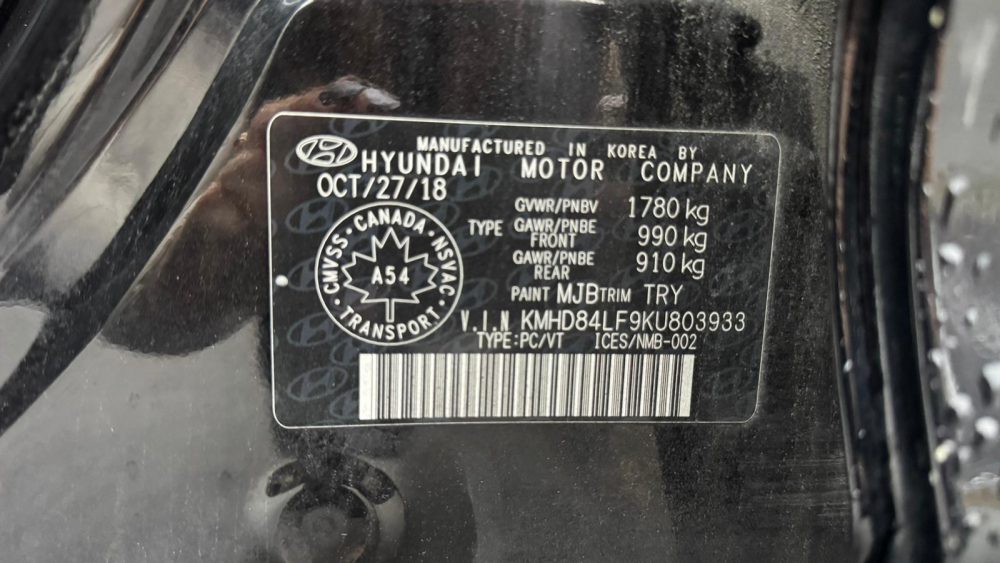 MANUFACTURED IN KOREA BY
HYUNDAI MOTOR COMPANY
OCT/27/18
CMVSS · CANADA · NSVAC · TRANSPORT ·
A54
TYPE
GVWR/PNBV 1780 kg
GAWR/PNBE FRONT 990 kg
GAWR/PNBE REAR 910 kg
PAINT MJB TRIM TRY
V.I.N KMHD84LF9KU803933
TYPE:PC/VT ICES/NMB-002